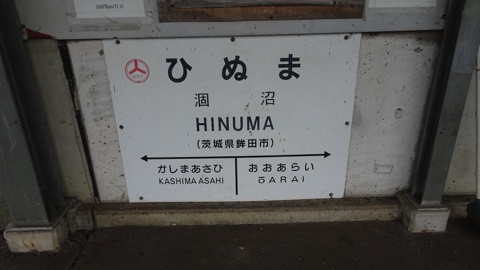 ひぬま
涸沼
HINUMA
(茨城県鉾田市)
かしまあさひ おおあらい
KASHIMA ASAHI ŌARAI